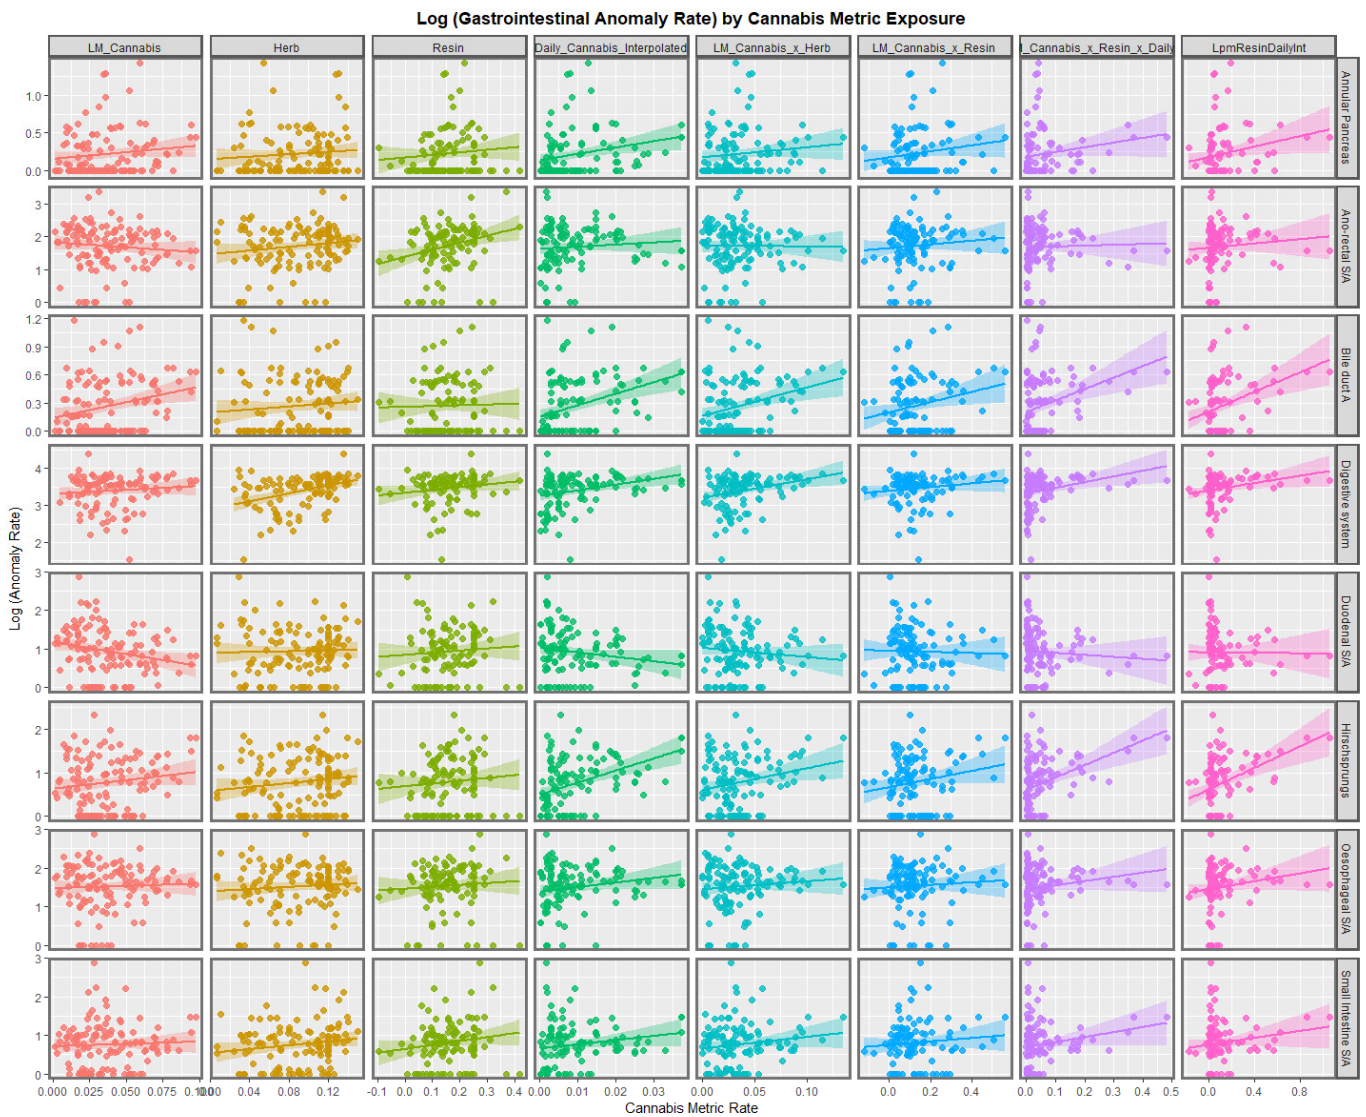 Log (Gastrointestinal Anomaly Rate) by Cannabis Metric Exposure
LM_Cannabis Herb Resin Daily_Cannabis_Interpolated LM_Cannabis_x_Herb LM_Cannabis_x_Resin _Cannabis_x_Resin_x_Daily LpmResinDailyInt
1.0
0.5
0.0
Annular Pancreas
3
2
1
0
Ano-rectal S/A
1.2
0.9
0.6
0.3
0.0
Bile duct A
4
3
2
Digestive system
Log (Anomaly Rate)
3
2
1
0
Duodenal S/A
2
1
0
Hirschsprungs
3
2
1
0
Oesophageal S/A
3
2
1
0
Small Intestine S/A
0.000 0.025 0.050 0.075 0.04 0.08 0.12 -0.1 0.0 0.1 0.2 0.3 0.4 0.00 0.01 0.02 0.03 0.00 0.05 0.10 0.0 0.2 0.4 0.0 0.1 0.2 0.3 0.4 0.5 0.0 0.4 0.8
Cannabis Metric Rate